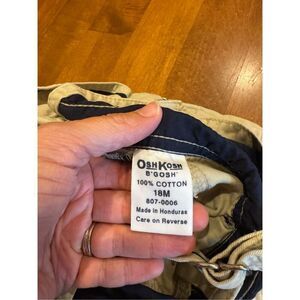 OSHKOSH
B'GOSH
100% COTTON
18M
807-0006
Made in Honduras
Care on Reverse